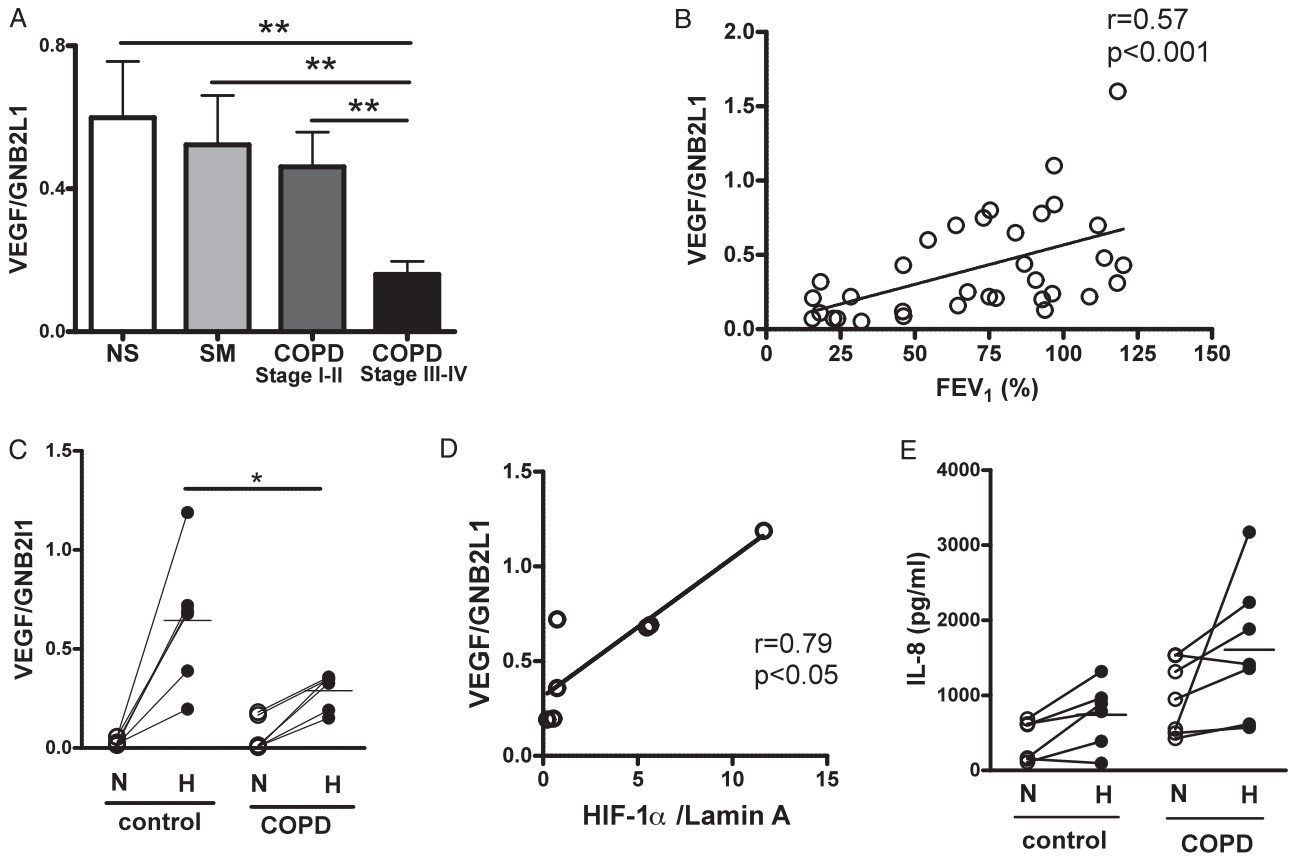 A
VEGF/GNB2L1
0.8
0.4
0.0
**
**
**
NS
SM
COPD
Stage I-II
COPD
Stage III-IV
B
VEGF/GNB2L1
2.0
1.5
1.0
0.5
0.0
r=0.57
p<0.001
0 25 50 75 100 125 150
FEV₁ (%)
C
VEGF/GNB2l1
1.5
1.0
0.5
0.0
*
N H N H
control COPD
D
VEGF/GNB2L1
1.5
1.0
0.5
0.0
r=0.79
p<0.05
0 5 10 15
HIF-1α /Lamin A
E
IL-8 (pg/ml)
4000
3000
2000
1000
0
N H N H
control COPD